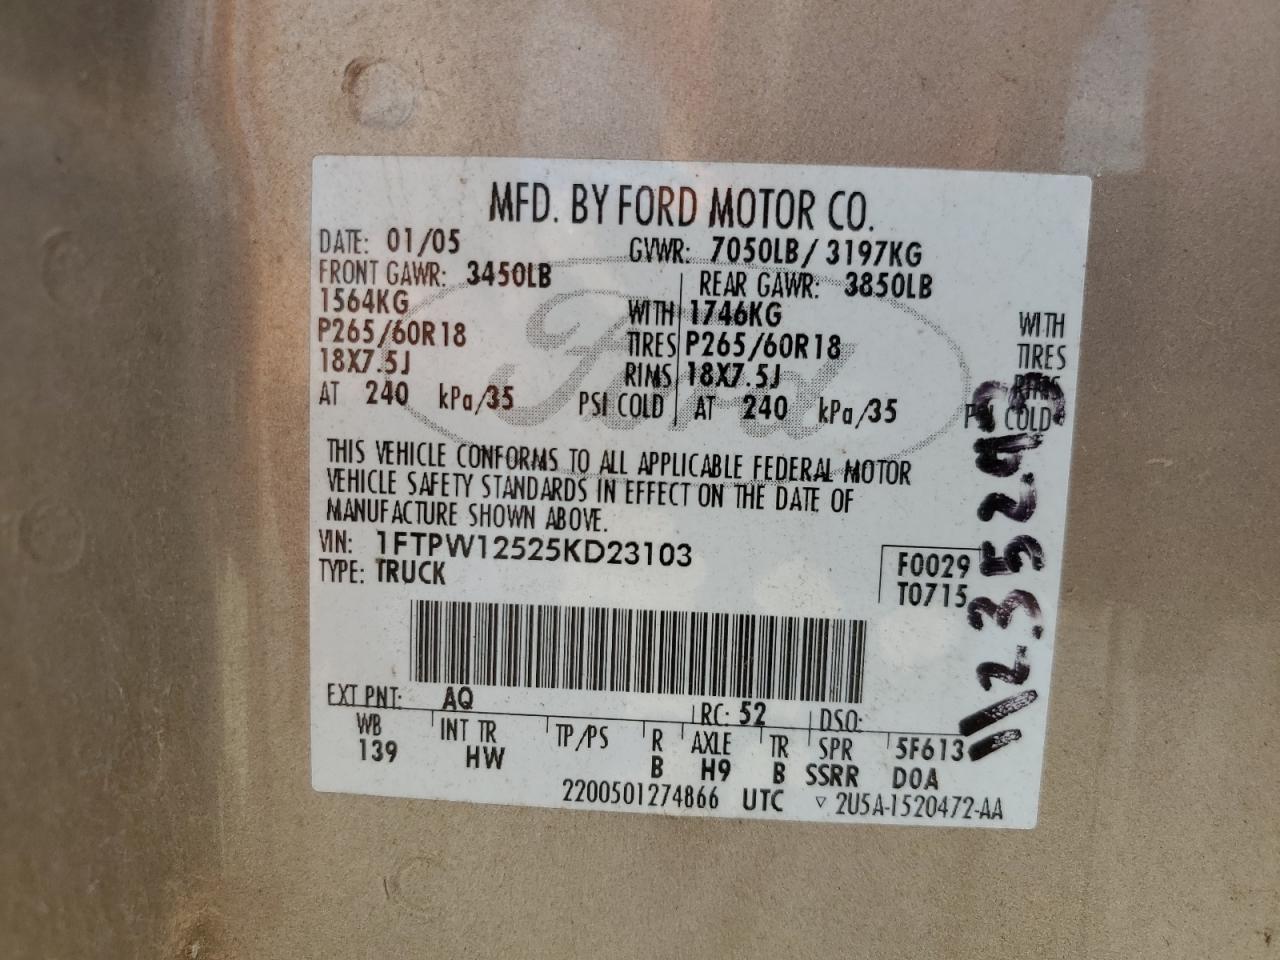 MFD. BY FORD MOTOR CO.
DATE: 01/05 GVWR: 7050LB/ 3197KG
FRONT GAWR: 3450LB REAR GAWR: 3850LB
1564KG WITH 1746KG WITH
P265/60R18 TIRES P265/60R18 TIRES
18X7.5J RIMS 18X7.5J RIMS
AT 240 kPa/35 PSI COLD AT 240 kPa/35 PSI COLD
Ford
THIS VEHICLE CONFORMS TO ALL APPLICABLE FEDERAL MOTOR
VEHICLE SAFETY STANDARDS IN EFFECT ON THE DATE OF
MANUFACTURE SHOWN ABOVE.
VIN: 1FTPW12525KD23103
TYPE: TRUCK
F0029
T0715
EXT PNT: AQ RC: 52 DSO:
WB INT TR TP/PS R AXLE TR SPR 5F613
139 HW B H9 B SSRR DOA
2200501274866 UTC ▽ 2U5A-1520472-AA